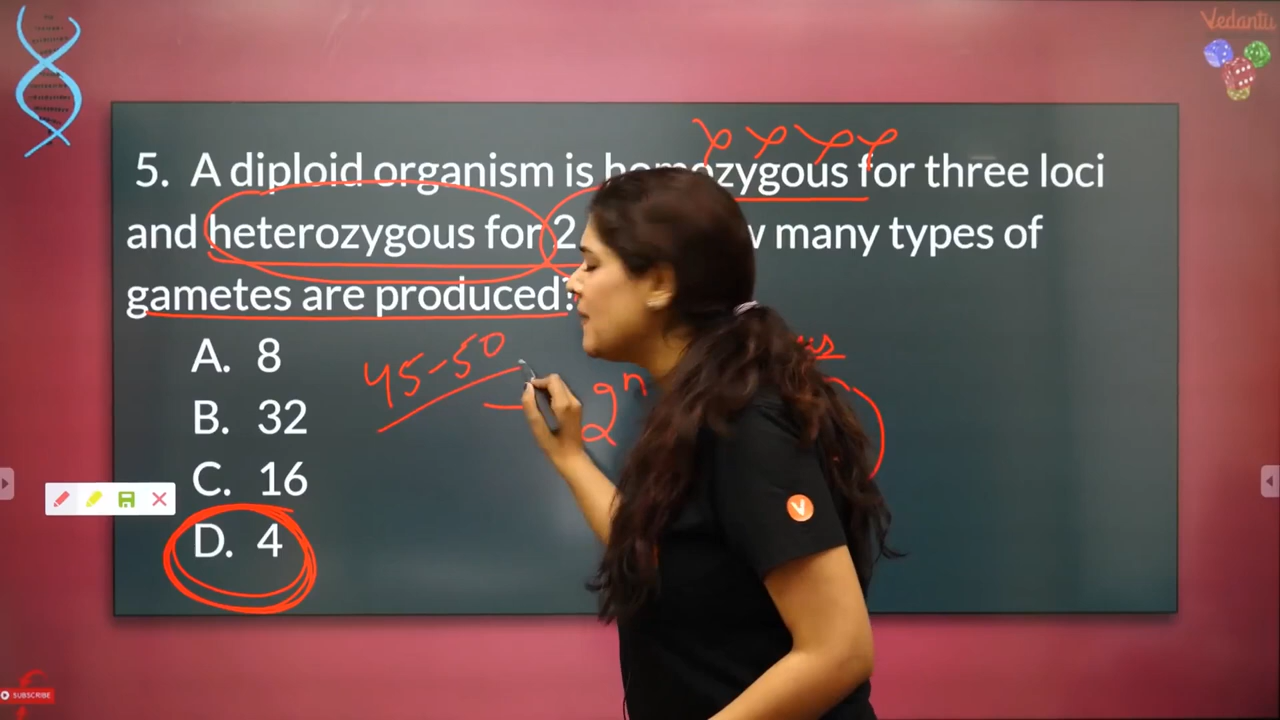 Vedantu
5. A diploid organism is homozygous for three loci
and heterozygous for 2 many types of
gametes are produced?
A. 8
45-50
2ⁿ
B. 32
C. 16
D. 4
SUBSCRIBE